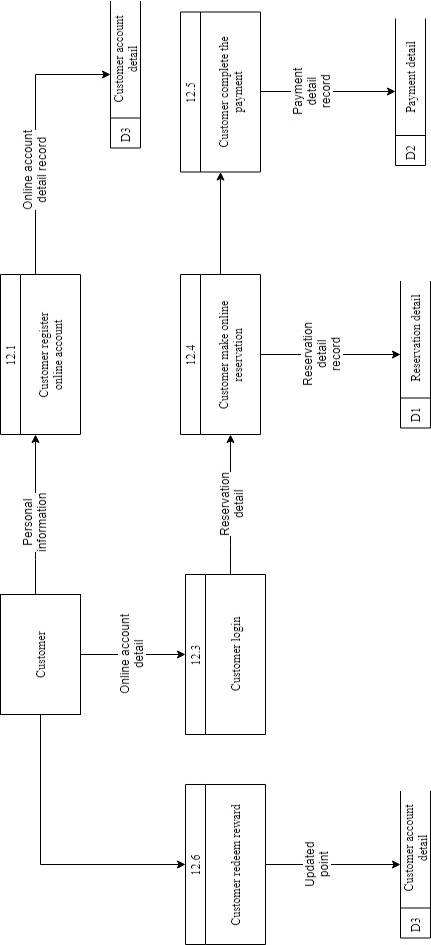 Customer
Personal
information
12.1
Customer register
online account
Online account
detail record
D3
Customer account
detail
Online account
detail
12.6
Customer redeem reward
12.3
Customer login
Reservation
detail
12.4
Customer make online
reservation
12.5
Customer complete the
payment
Updated
point
Reservation
detail
record
Payment
detail
record
D3
Customer account
detail
D1
Reservation detail
D2
Payment detail